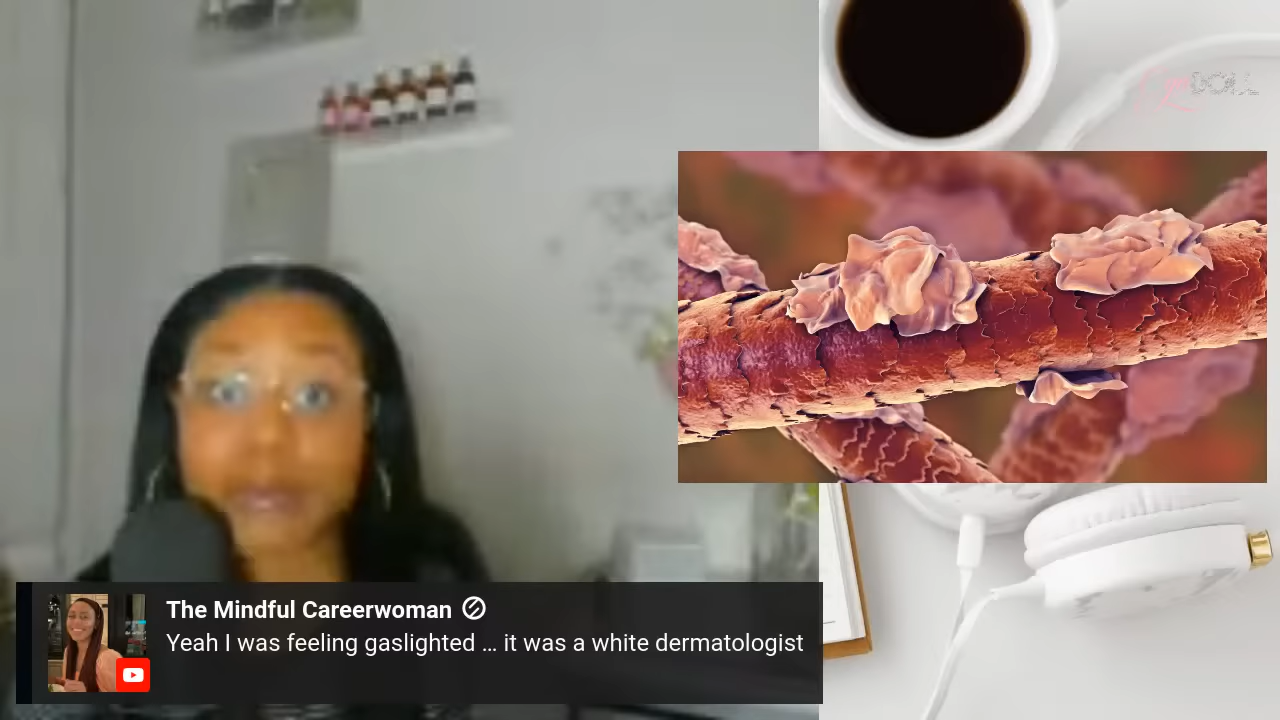 The Mindful Careerwoman
Yeah I was feeling gaslighted ... it was a white dermatologist